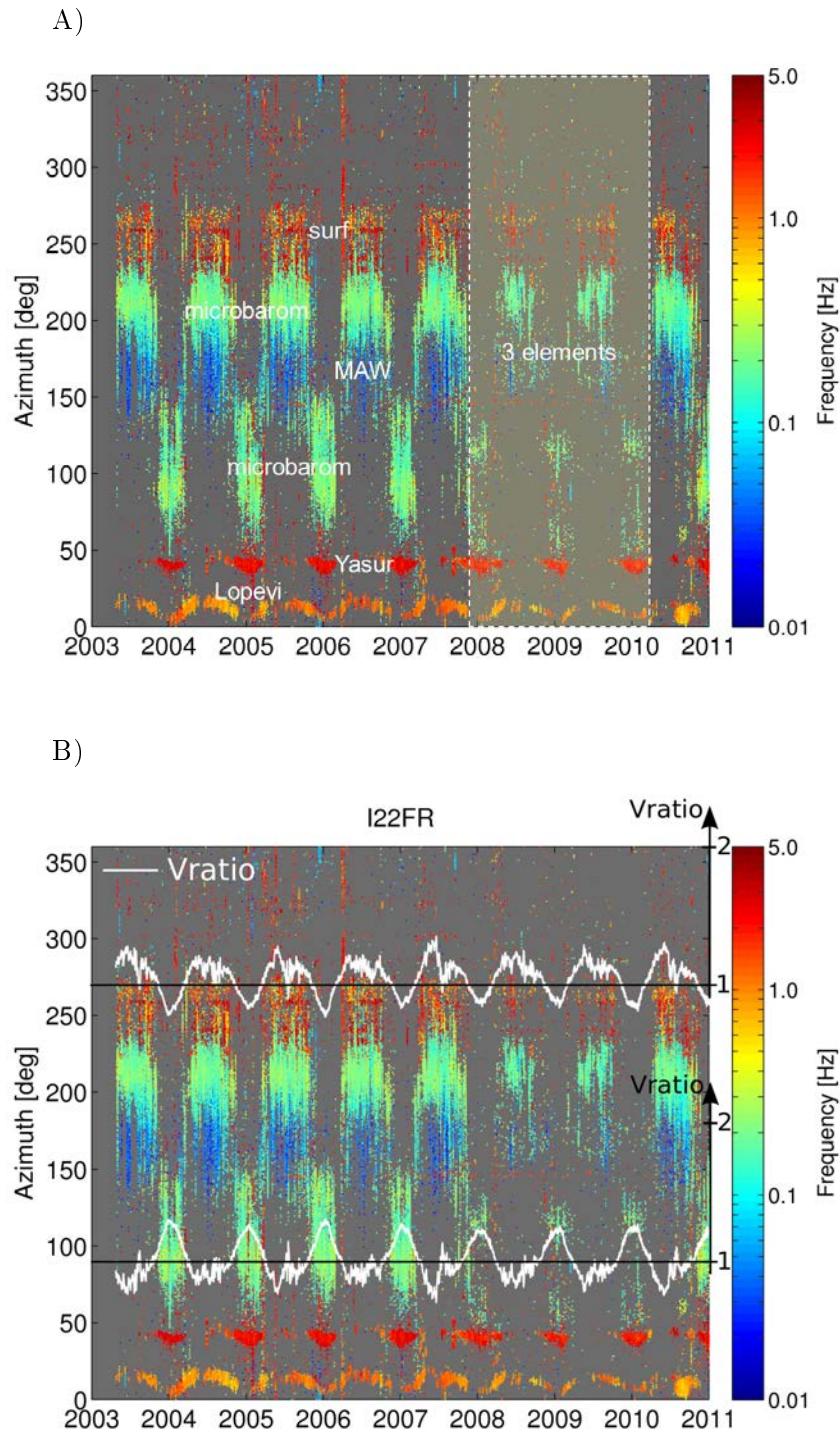 A)
350
300
250
200
150
100
50
0
Azimuth [deg]
surf
microbarom
MAW
3 elements
microbarom
Yasur
Lopevi
2003 2004 2005 2006 2007 2008 2009 2010 2011
5.0
1.0
0.1
0.01
Frequency [Hz]
B)
I22FR
Vratio
2
Vratio
1
Vratio
2
1
350
300
250
200
150
100
50
0
Azimuth [deg]
2003 2004 2005 2006 2007 2008 2009 2010 2011
5.0
1.0
0.1
0.01
Frequency [Hz]